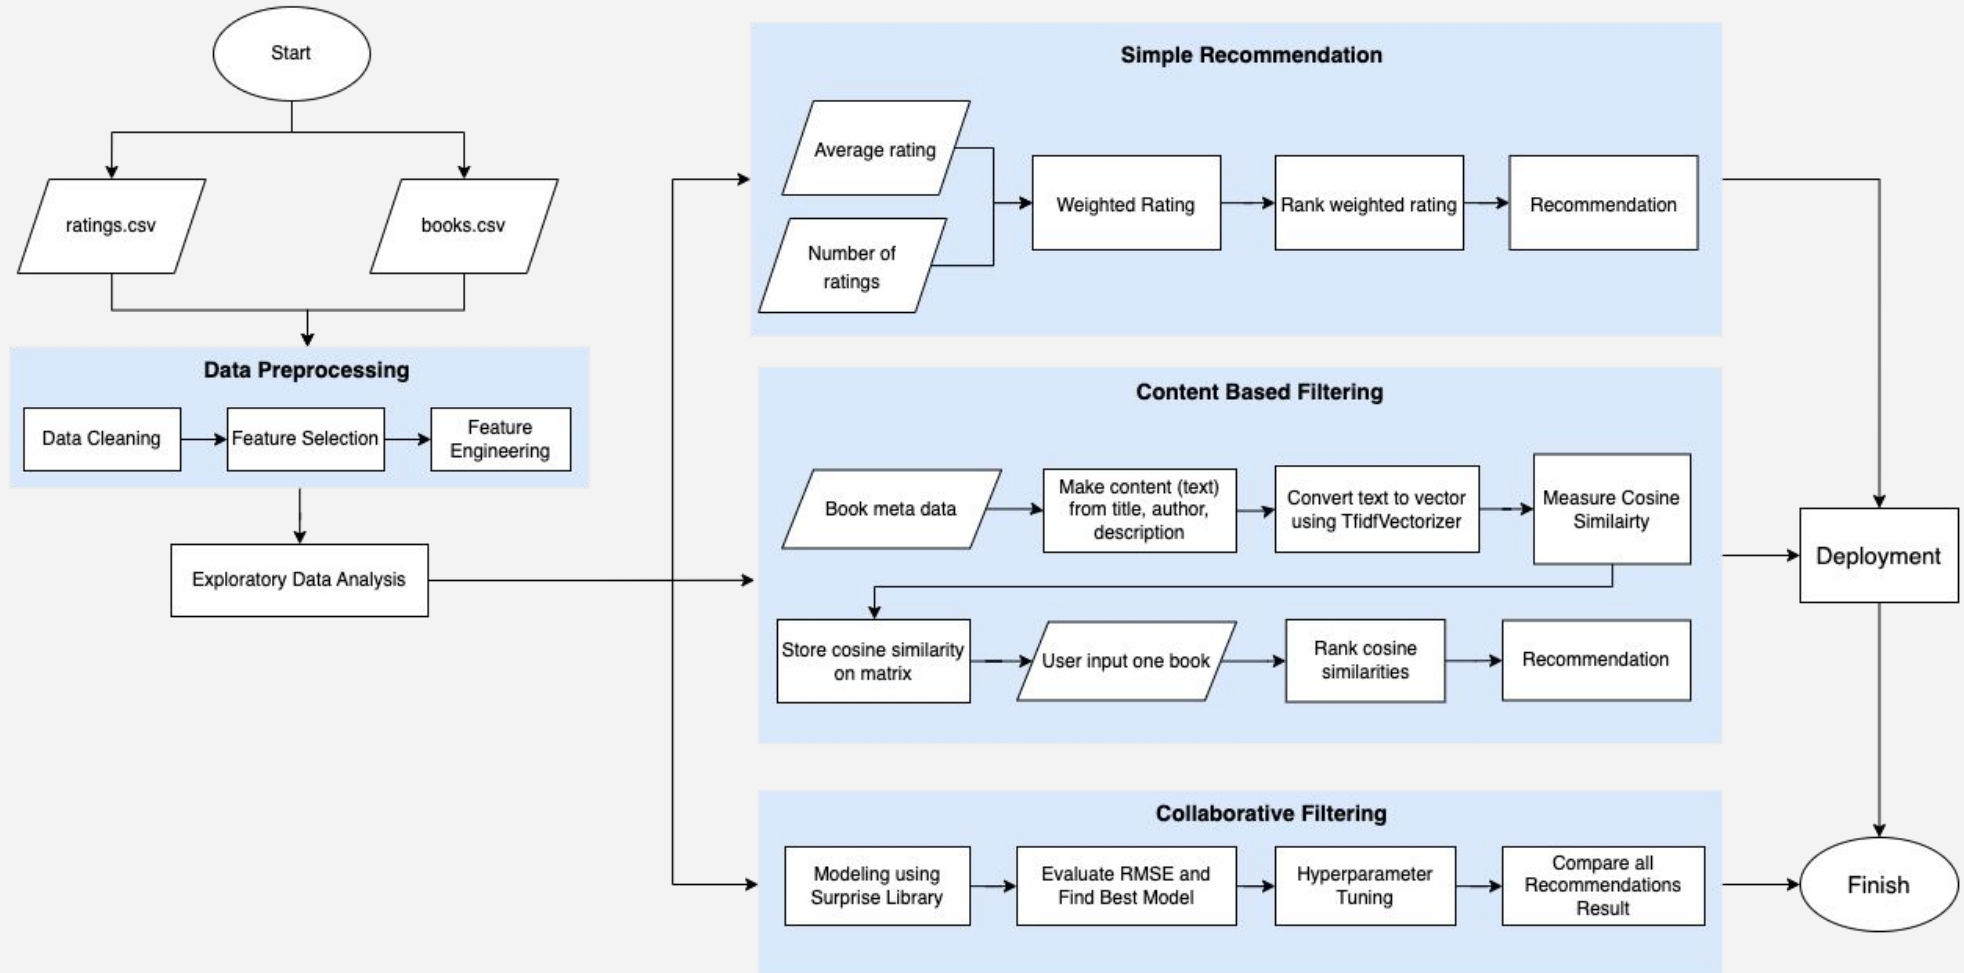 Start
ratings.csv
books.csv
Data Preprocessing
Data Cleaning
Feature Selection
Feature
Engineering
Exploratory Data Analysis
Simple Recommendation
Average rating
Number of
ratings
Weighted Rating
Rank weighted rating
Recommendation
Content Based Filtering
Book meta data
Make content (text)
from title, author,
description
Convert text to vector
using TfidfVectorizer
Measure Cosine
Similairty
Store cosine similarity
on matrix
User input one book
Rank cosine
similarities
Recommendation
Collaborative Filtering
Modeling using
Surprise Library
Evaluate RMSE and
Find Best Model
Hyperparameter
Tuning
Compare all
Recommendations
Result
Deployment
Finish